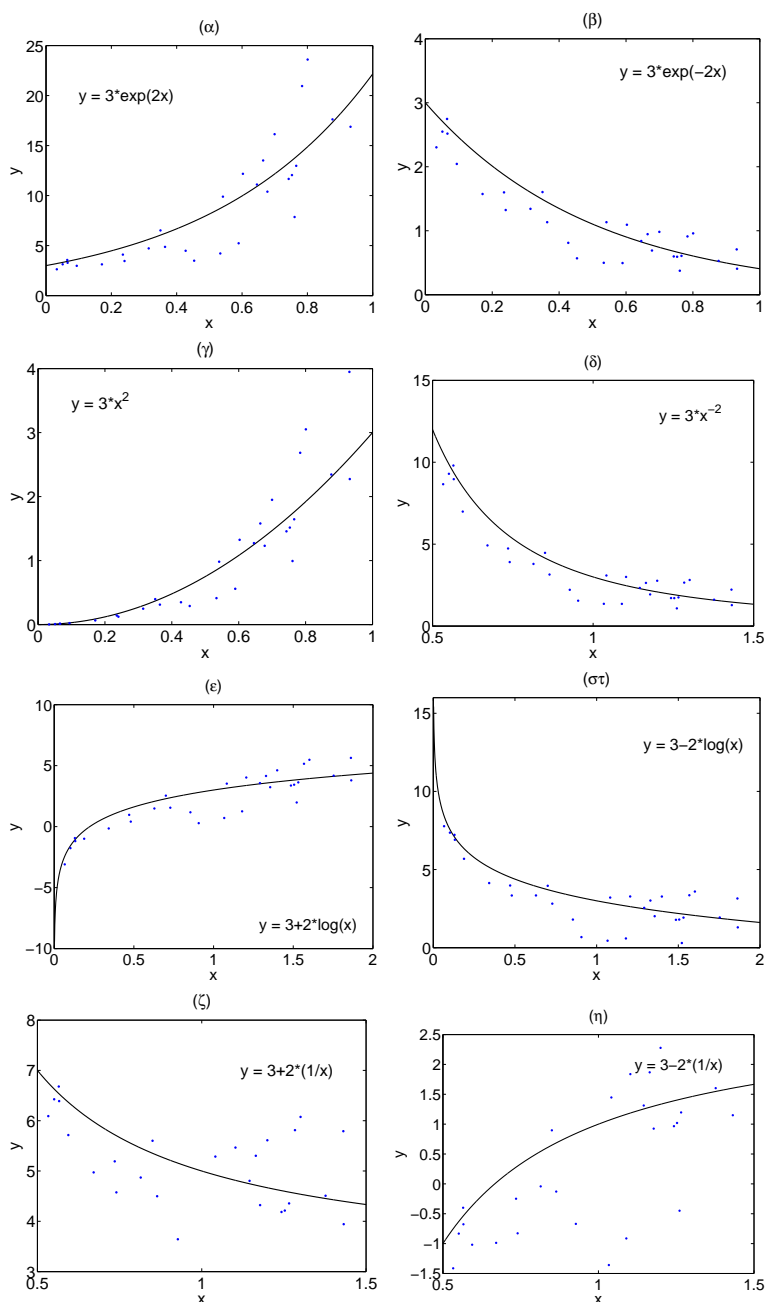 (α)
25
20
15
10
5
0
y
y = 3*exp(2x)
0
0.2
0.4
0.6
0.8
1
x
(β)
4
3
2
1
0
y
y = 3*exp(−2x)
0
0.2
0.4
0.6
0.8
1
x
(γ)
4
3
2
1
0
y
y = 3*x^2
0
0.2
0.4
0.6
0.8
1
x
(δ)
15
10
5
0
y
y = 3*x^−2
0.5
1
1.5
x
(ε)
10
5
0
−5
−10
y
y = 3+2*log(x)
0
0.5
1
1.5
2
x
(στ)
15
10
5
0
y
y = 3−2*log(x)
0
0.5
1
1.5
2
x
(ζ)
8
7
6
5
4
3
y
y = 3+2*(1/x)
0.5
1
1.5
x
(η)
2.5
2
1.5
1
0.5
0
−0.5
−1
−1.5
y
y = 3−2*(1/x)
0.5
1
1.5
x